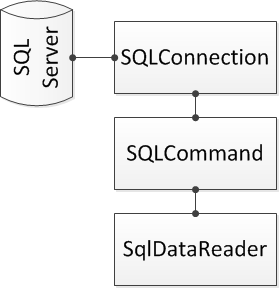 SQL
Server
SQLConnection
SQLCommand
SqlDataReader